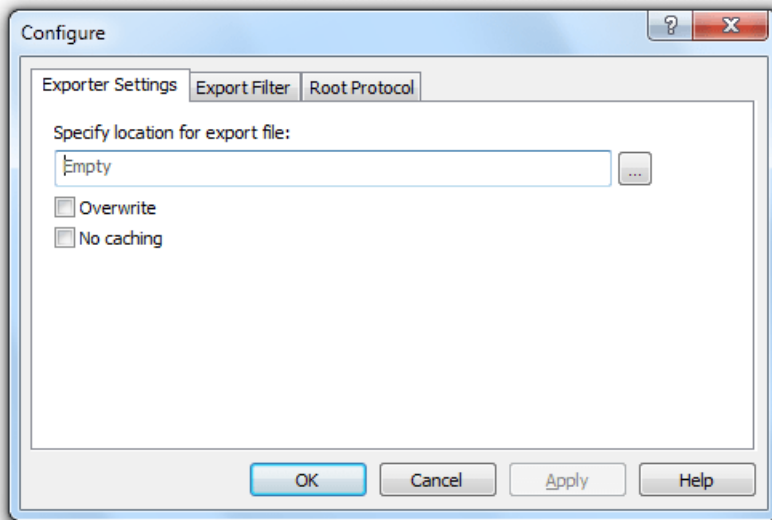 Configure
Exporter Settings Export Filter Root Protocol
Specify location for export file:
Empty
...
Overwrite
No caching
OK Cancel Apply Help